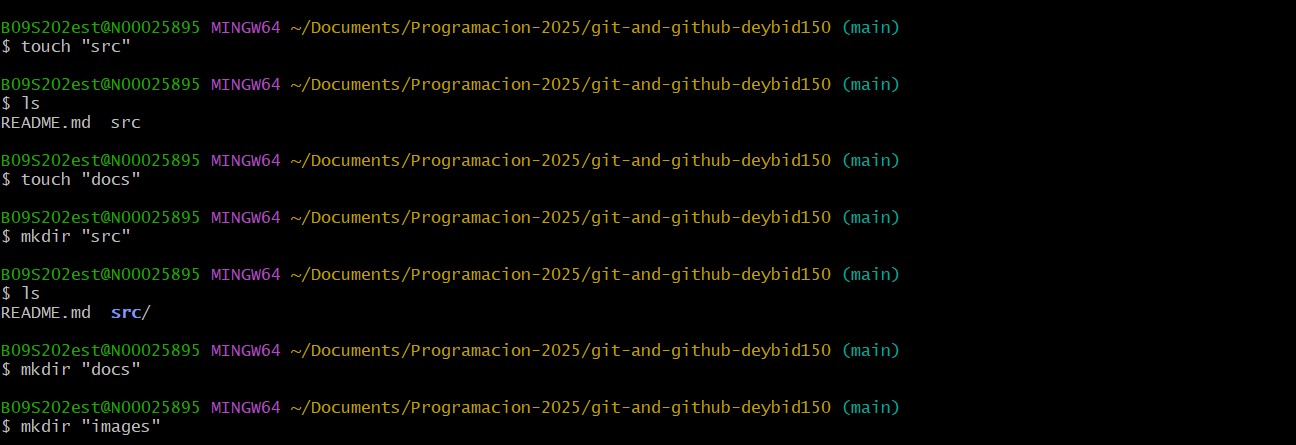 B09S202est@N00025895 MINGW64 ~/Documents/Programacion-2025/git-and-github-deybid150 (main)
$ touch "src"
B09S202est@N00025895 MINGW64 ~/Documents/Programacion-2025/git-and-github-deybid150 (main)
$ ls
README.md  src
B09S202est@N00025895 MINGW64 ~/Documents/Programacion-2025/git-and-github-deybid150 (main)
$ touch "docs"
B09S202est@N00025895 MINGW64 ~/Documents/Programacion-2025/git-and-github-deybid150 (main)
$ mkdir "src"
B09S202est@N00025895 MINGW64 ~/Documents/Programacion-2025/git-and-github-deybid150 (main)
$ ls
README.md  src/
B09S202est@N00025895 MINGW64 ~/Documents/Programacion-2025/git-and-github-deybid150 (main)
$ mkdir "docs"
B09S202est@N00025895 MINGW64 ~/Documents/Programacion-2025/git-and-github-deybid150 (main)
$ mkdir "images"